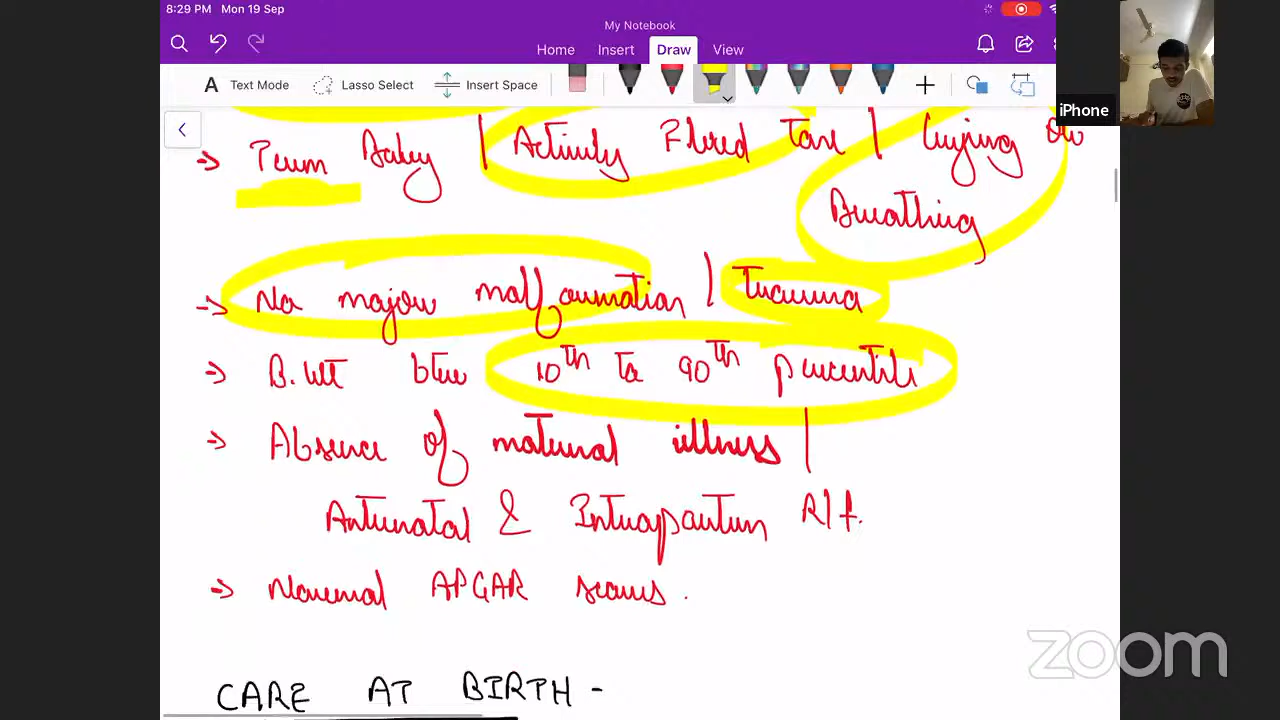 8:29 PM Mon 19 Sep
My Notebook
Home Insert Draw View
A Text Mode Lasso Select Insert Space
iPhone
→ Term Baby | Actively Flexed Tone | Crying or
Breathing
→ No major malformation | Trauma
→ B. wt btw 10th to 90th percentile
→ Absence of maternal illness |
Antenatal & Intrapartum R/f.
→ Normal APGAR scores.
CARE AT BIRTH -
zoom